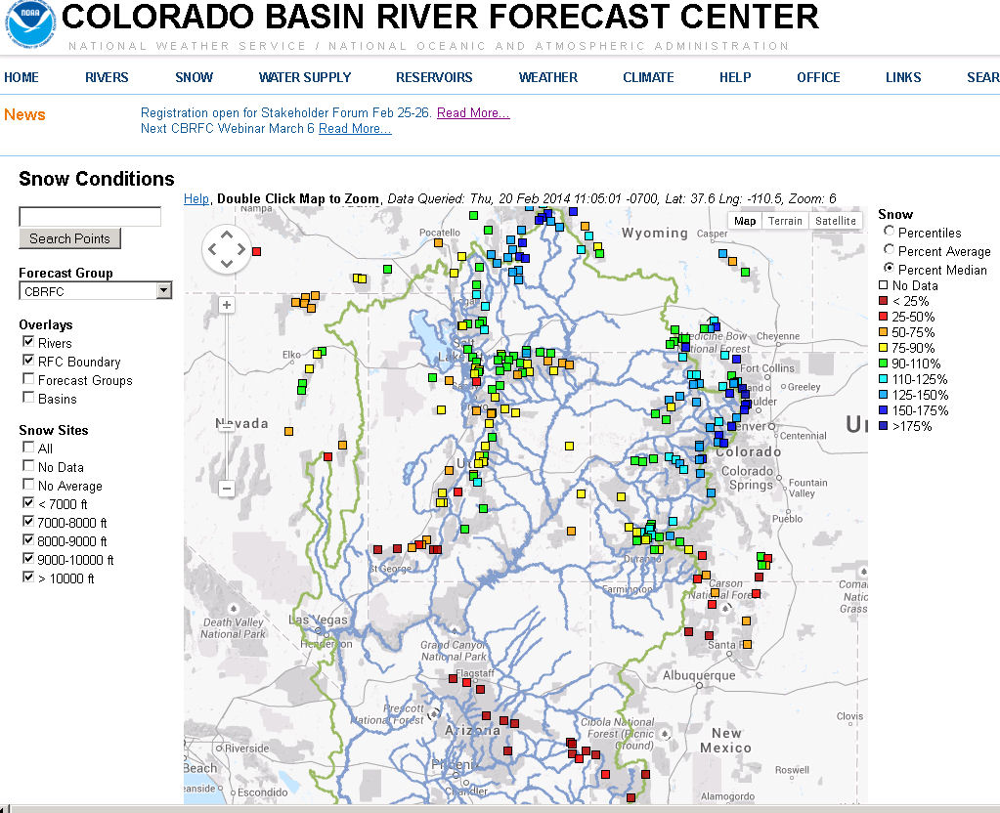 NOAA
COLORADO BASIN RIVER FORECAST CENTER
NATIONAL WEATHER SERVICE / NATIONAL OCEANIC AND ATMOSPHERIC ADMINISTRATION
HOME RIVERS SNOW WATER SUPPLY RESERVOIRS WEATHER CLIMATE HELP OFFICE LINKS SEAR
News
Registration open for Stakeholder Forum Feb 25-26. Read More...
Next CBRFC Webinar March 6 Read More...
Snow Conditions
Help, Double Click Map to Zoom, Data Queried: Thu, 20 Feb 2014 11:05:01 -0700, Lat: 37.6 Lng: -110.5, Zoom: 6
Search Points
Forecast Group
CBRFC
Overlays
Rivers
RFC Boundary
Forecast Groups
Basins
Snow Sites
All
No Data
No Average
< 7000 ft
7000-8000 ft
8000-9000 ft
9000-10000 ft
> 10000 ft
Map Terrain Satellite
Snow
Percentiles
Percent Average
Percent Median
No Data
< 25%
25-50%
50-75%
75-90%
90-110%
110-125%
125-150%
150-175%
>175%
Nampa
Pocatello
Wyoming
Casper
Medicine Bow
National Forest
Cheyenne
Elko
Fort Collins
Greeley
Nevada
Centennial
Colorado
Colorado
Springs
Fountain
Valley
Pueblo
St George
Durango
Farmington
Carson
National Forest
Death Valley
National Park
Las Vegas
Henderson
Grand Canyon
National Park
Santa
Albuquerque
Flagstaff
Prescott
National Forest
Arizona
Cibola National
Forest (Picnic
Ground)
New
Mexico
Clovis
Riverside
Beach
Phoenix
Chandler
Roswell
Escondido
Alamogordo